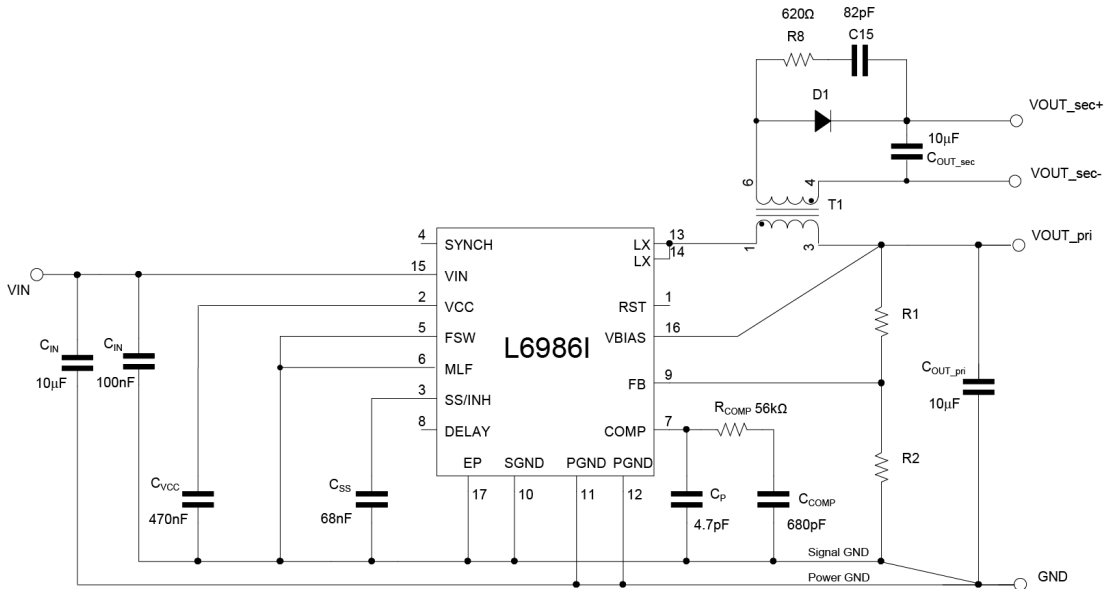 620Ω 82pF
R8 C15
D1
VOUT_sec+
10µF
COUT_sec
VOUT_sec-
6 4
T1
1 3
VOUT_pri
4 SYNCH LX 13
LX 14
VIN
15 VIN
2 VCC RST 1
5 FSW VBIAS 16
L6986I
6 MLF
3 SS/INH FB 9
8 DELAY COMP 7
EP SGND PGND PGND
17 10 11 12
CIN
10µF
CIN
100nF
R1
COUT_pri
10µF
RCOMP 56kΩ
R2
CVCC
470nF
CSS
68nF
CP
4.7pF
CCOMP
680pF
Signal GND
Power GND
GND